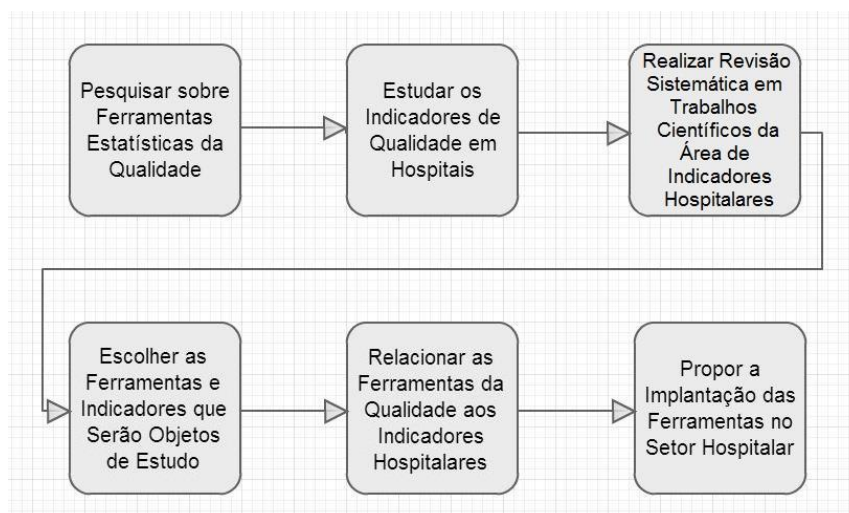 Pesquisar sobre
Ferramentas
Estatísticas da
Qualidade
Estudar os
Indicadores de
Qualidade em
Hospitais
Realizar Revisão
Sistemática em
Trabalhos
Científicos da
Área de
Indicadores
Hospitalares
Escolher as
Ferramentas e
Indicadores que
Serão Objetos
de Estudo
Relacionar as
Ferramentas da
Qualidade aos
Indicadores
Hospitalares
Propor a
Implantação das
Ferramentas no
Setor Hospitalar